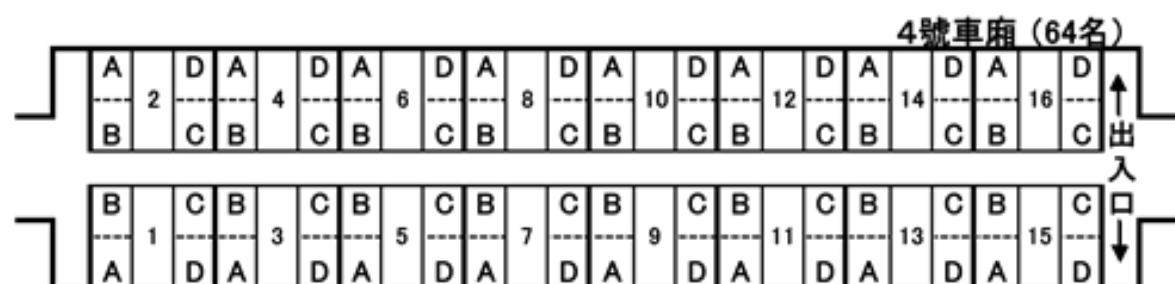 4號車廂（64名）
A D A D A D A D A D A D A D A D
2 4 6 8 10 12 14 16
B C B C B C B C B C B C B C B C
出入口
B C B C B C B C B C B C B C B C
1 3 5 7 9 11 13 15
A D A D A D A D A D A D A D A D